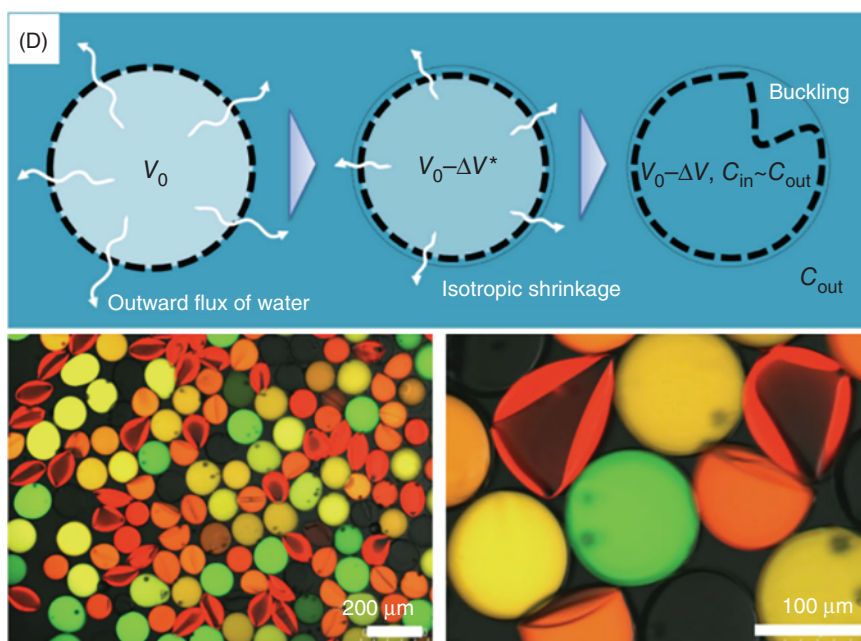 (D)
Buckling
V₀
V₀–ΔV*
V₀–ΔV, Cᵢₙ~Cₒᵤₜ
Cₒᵤₜ
Outward flux of water
Isotropic shrinkage
200 μm
100 μm